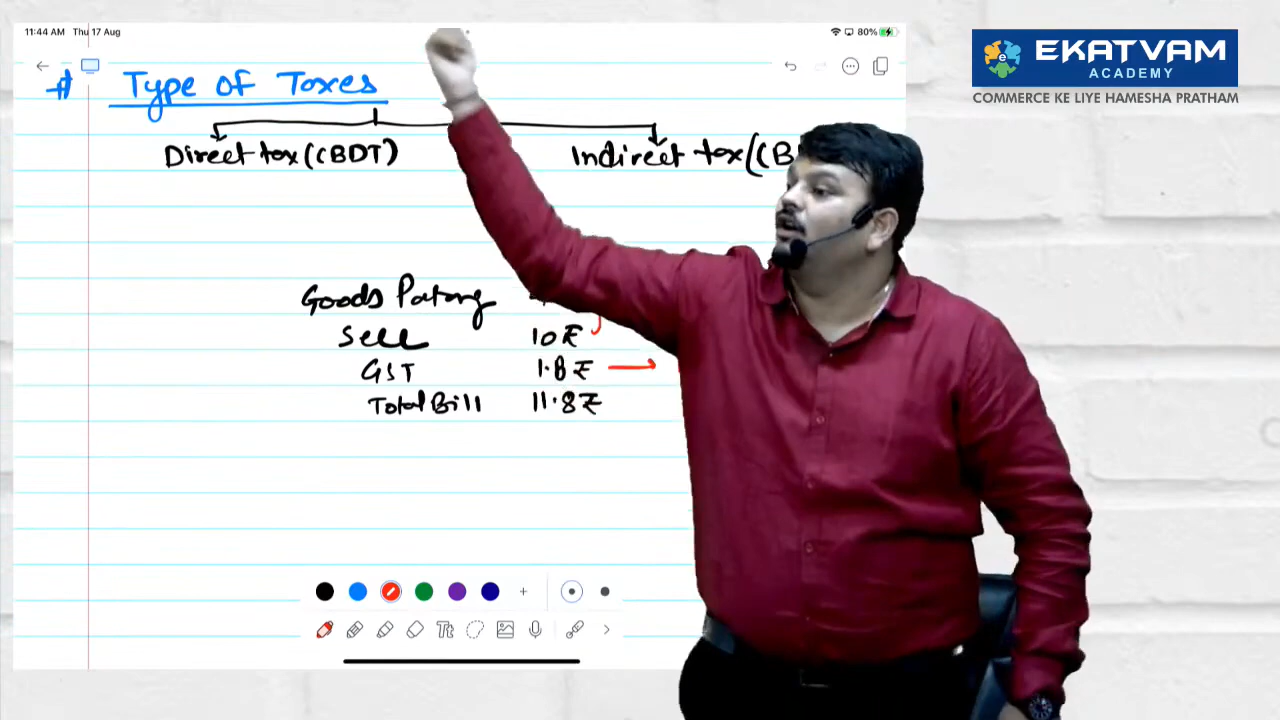 11:44 AM Thu 17 Aug
80%
EKATVAM
ACADEMY
COMMERCE KE LIYE HAMESHA PRATHAM
# Type of Taxes
Direct tax (CBDT)
Indirect tax (CB
Goods Patang
Sell 10₹
GST 1.8₹
Total Bill 11.8₹
Tt